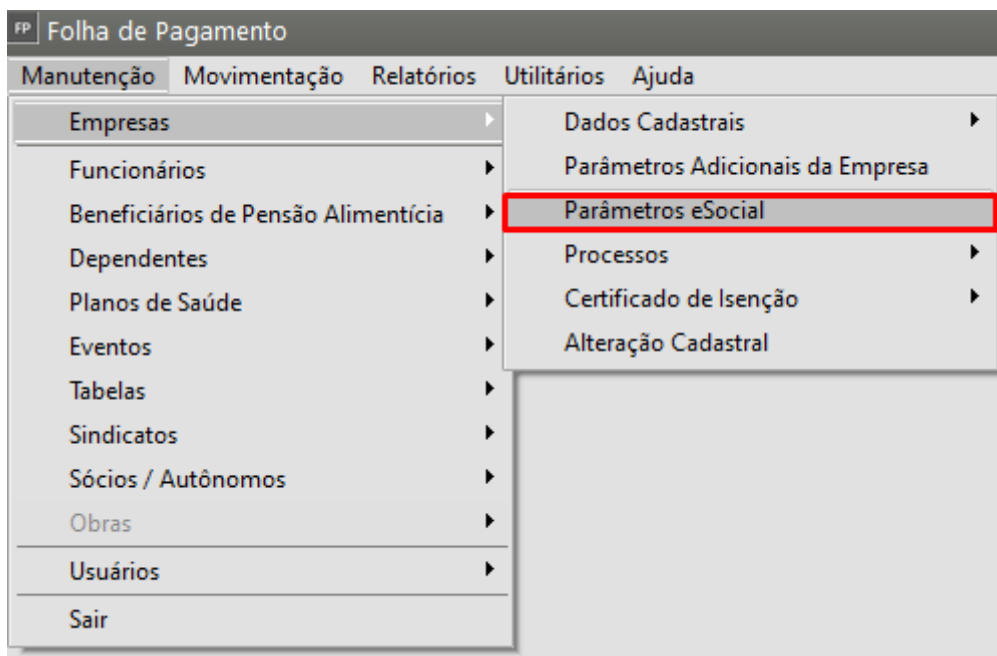 FP Folha de Pagamento
Manutenção Movimentação Relatórios Utilitários Ajuda
Empresas
Funcionários
Beneficiários de Pensão Alimentícia
Dependentes
Planos de Saúde
Eventos
Tabelas
Sindicatos
Sócios / Autônomos
Obras
Usuários
Sair
Dados Cadastrais
Parâmetros Adicionais da Empresa
Parâmetros eSocial
Processos
Certificado de Isenção
Alteração Cadastral